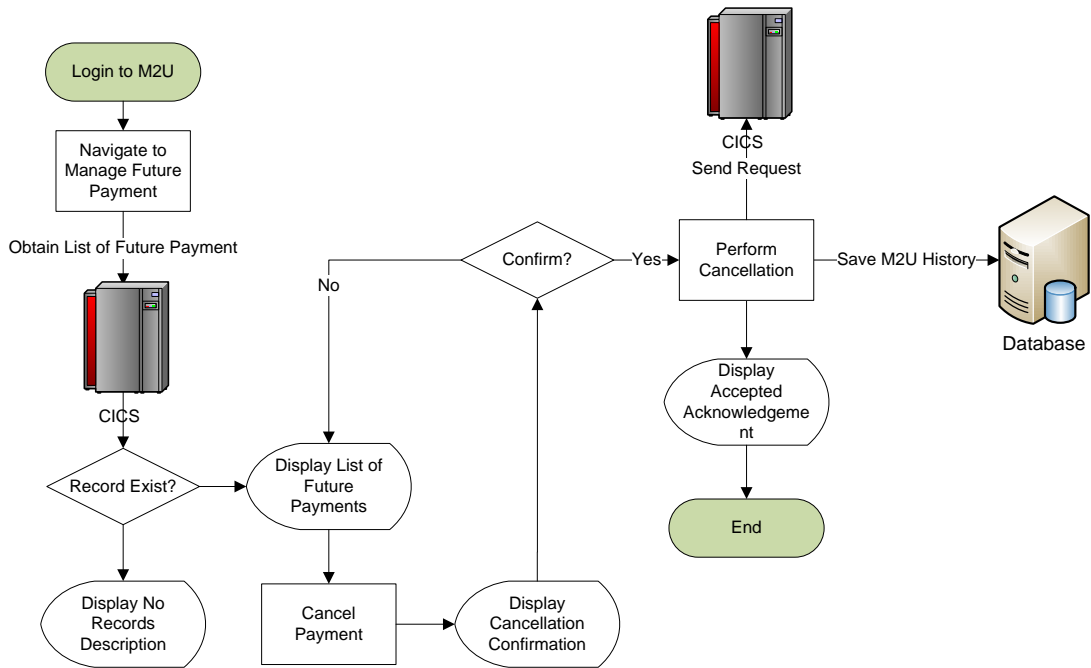 Login to M2U
Navigate to
Manage Future
Payment
Obtain List of Future Payment
CICS
Record Exist?
Display No
Records
Description
Display List of
Future
Payments
Cancel
Payment
Display
Cancellation
Confirmation
No
Confirm?
Yes
Perform
Cancellation
CICS
Send Request
Save M2U History
Database
Display
Accepted
Acknowledgeme
nt
End